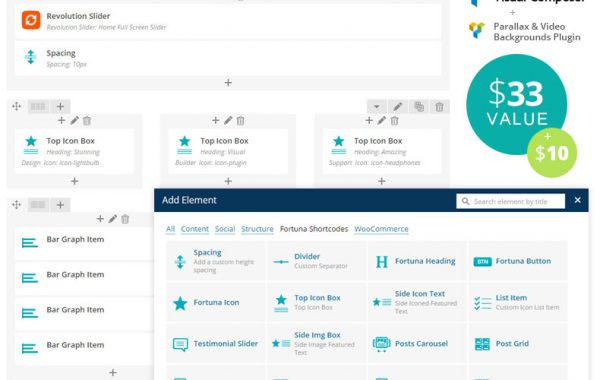 Revolution Slider
Revolution Slider: Home Full Screen Slider
Spacing
Spacing: 10px
+
Visual Composer
+
Parallax & Video
Backgrounds Plugin
$33
VALUE
+
$10
+
Top Icon Box
Heading: Stunning
Design Icon: icon-lightbulb
+
Top Icon Box
Heading: Visual
Builder Icon: icon-plugin
+
Top Icon Box
Heading: Amazing
Support Icon: icon-headphones
+
Bar Graph Item
Bar Graph Item
Bar Graph Item
Bar Graph Item
+
Add Element
Search element by title
×
All Content Social Structure Fortuna Shortcodes WooCommerce
Spacing
Add a custom height
spacing
Divider
Custom Separator
H Fortuna Heading
BTN Fortuna Button
Fortuna Icon
Top Icon Box
Top Icon Box
Side Icon Text
Side Iconed Featured
Text
List Item
Custom Icon List Item
Testimonial Slider
Side Img Box
Side Image Featured
Text
Posts Carousel
Post Grid